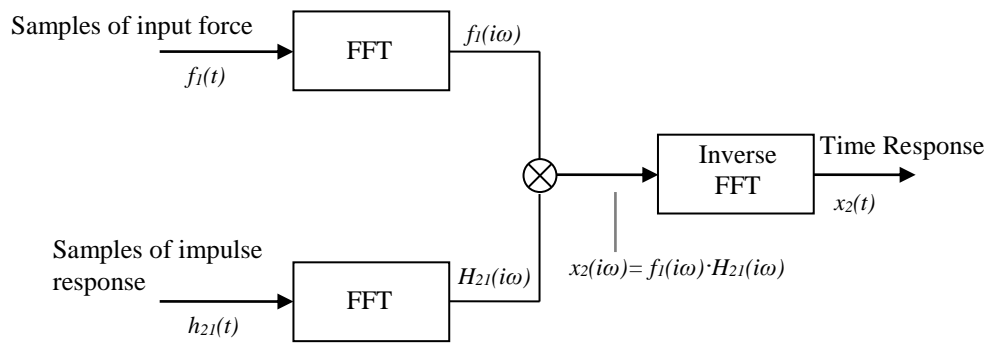 Samples of input force
f₁(t)
FFT
f₁(iω)
Samples of impulse
response
h₂₁(t)
FFT
H₂₁(iω)
x₂(iω)= f₁(iω)·H₂₁(iω)
Inverse
FFT
Time Response
x₂(t)